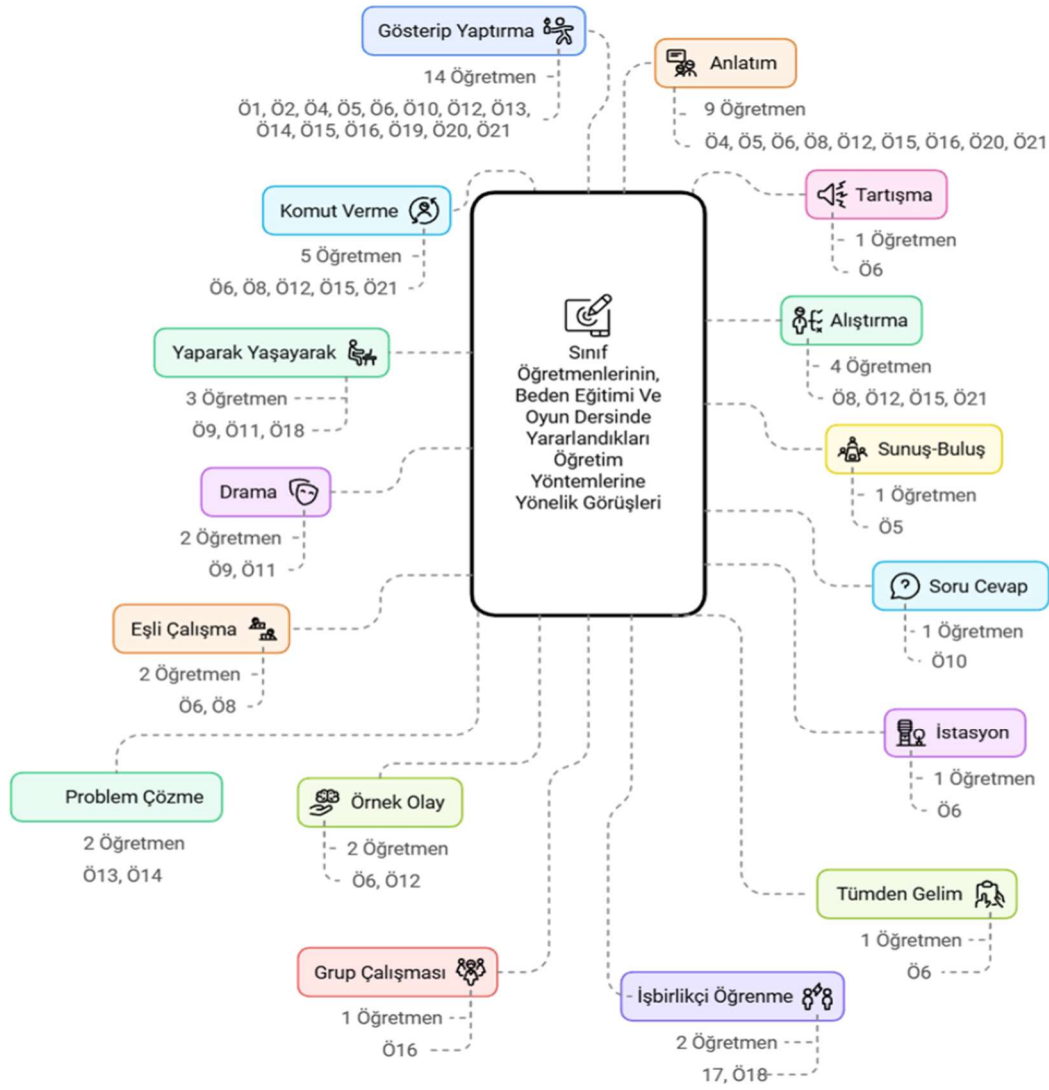 Gösterip Yaptırma
14 Öğretmen
Ö1, Ö2, Ö4, Ö5, Ö6, Ö10, Ö12, Ö13,
Ö14, Ö15, Ö16, Ö19, Ö20, Ö21
Anlatım
9 Öğretmen
Ö4, Ö5, Ö6, Ö8, Ö12, Ö15, Ö16, Ö20, Ö21
Komut Verme
5 Öğretmen
Ö6, Ö8, Ö12, Ö15, Ö21
Tartışma
1 Öğretmen
Ö6
Yaparak Yaşayarak
3 Öğretmen
Ö9, Ö11, Ö18
Alıştırma
4 Öğretmen
Ö8, Ö12, Ö15, Ö21
Sınıf
Öğretmenlerinin,
Beden Eğitimi Ve
Oyun Dersinde
Yararlandıkları
Öğretim
Yöntemlerine
Yönelik Görüşleri
Drama
2 Öğretmen
Ö9, Ö11
Sunuş-Buluş
1 Öğretmen
Ö5
Eşli Çalışma
2 Öğretmen
Ö6, Ö8
Soru Cevap
1 Öğretmen
Ö10
Problem Çözme
2 Öğretmen
Ö13, Ö14
Örnek Olay
2 Öğretmen
Ö6, Ö12
İstasyon
1 Öğretmen
Ö6
Tümden Gelim
1 Öğretmen
Ö6
Grup Çalışması
1 Öğretmen
Ö16
İşbirlikçi Öğrenme
2 Öğretmen
17, Ö18